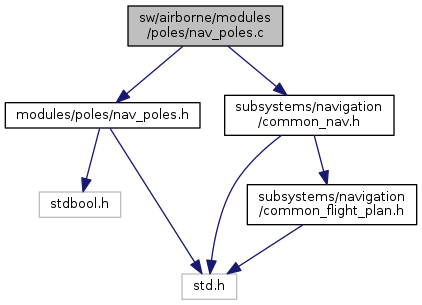 sw/airborne/modules
/poles/nav_poles.c
modules/poles/nav_poles.h
subsystems/navigation
/common_nav.h
stdbool.h
subsystems/navigation
/common_flight_plan.h
std.h